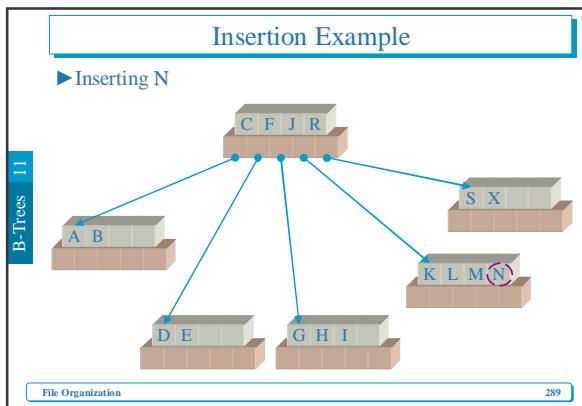 Insertion Example
►Inserting N
C F J R
B-Trees 11
S X
A B
K L M N
D E
G H I
File Organization 289